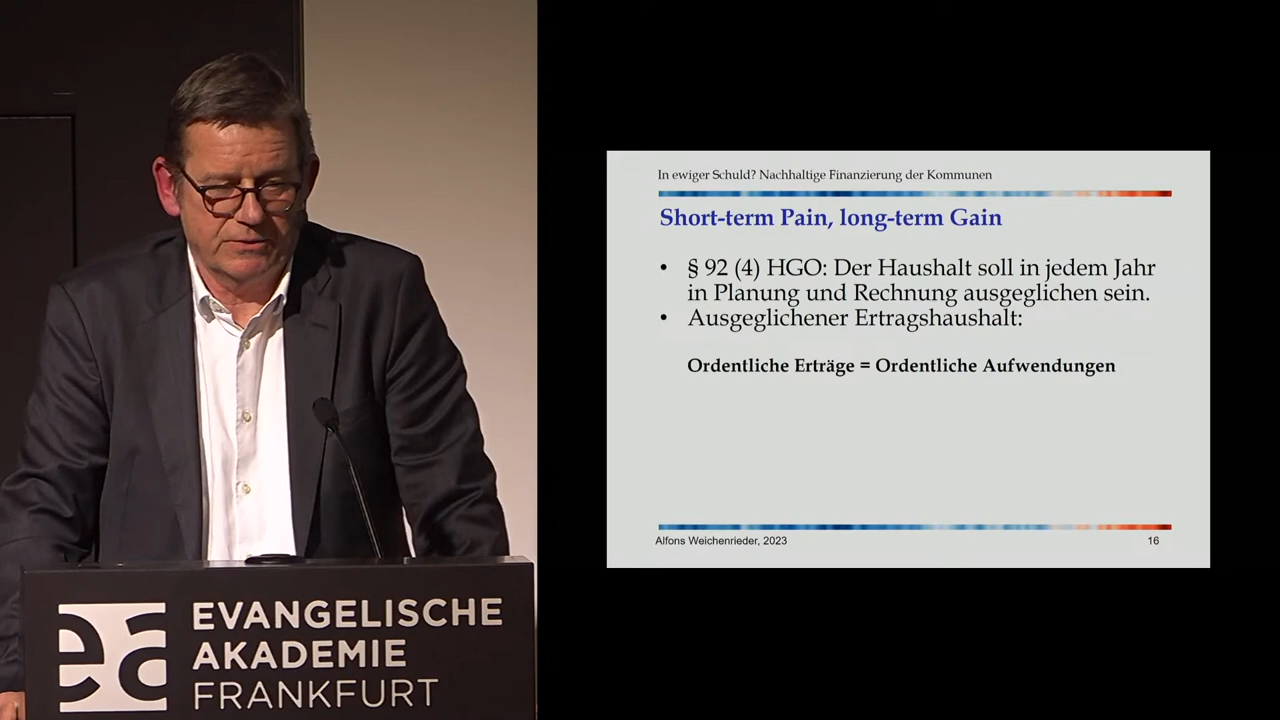 In ewiger Schuld? Nachhaltige Finanzierung der Kommunen
Short-term Pain, long-term Gain
• § 92 (4) HGO: Der Haushalt soll in jedem Jahr
in Planung und Rechnung ausgeglichen sein.
• Ausgeglichener Ertragshaushalt:
Ordentliche Erträge = Ordentliche Aufwendungen
Alfons Weichenrieder, 2023
16
ea
EVANGELISCHE
AKADEMIE
FRANKFURT